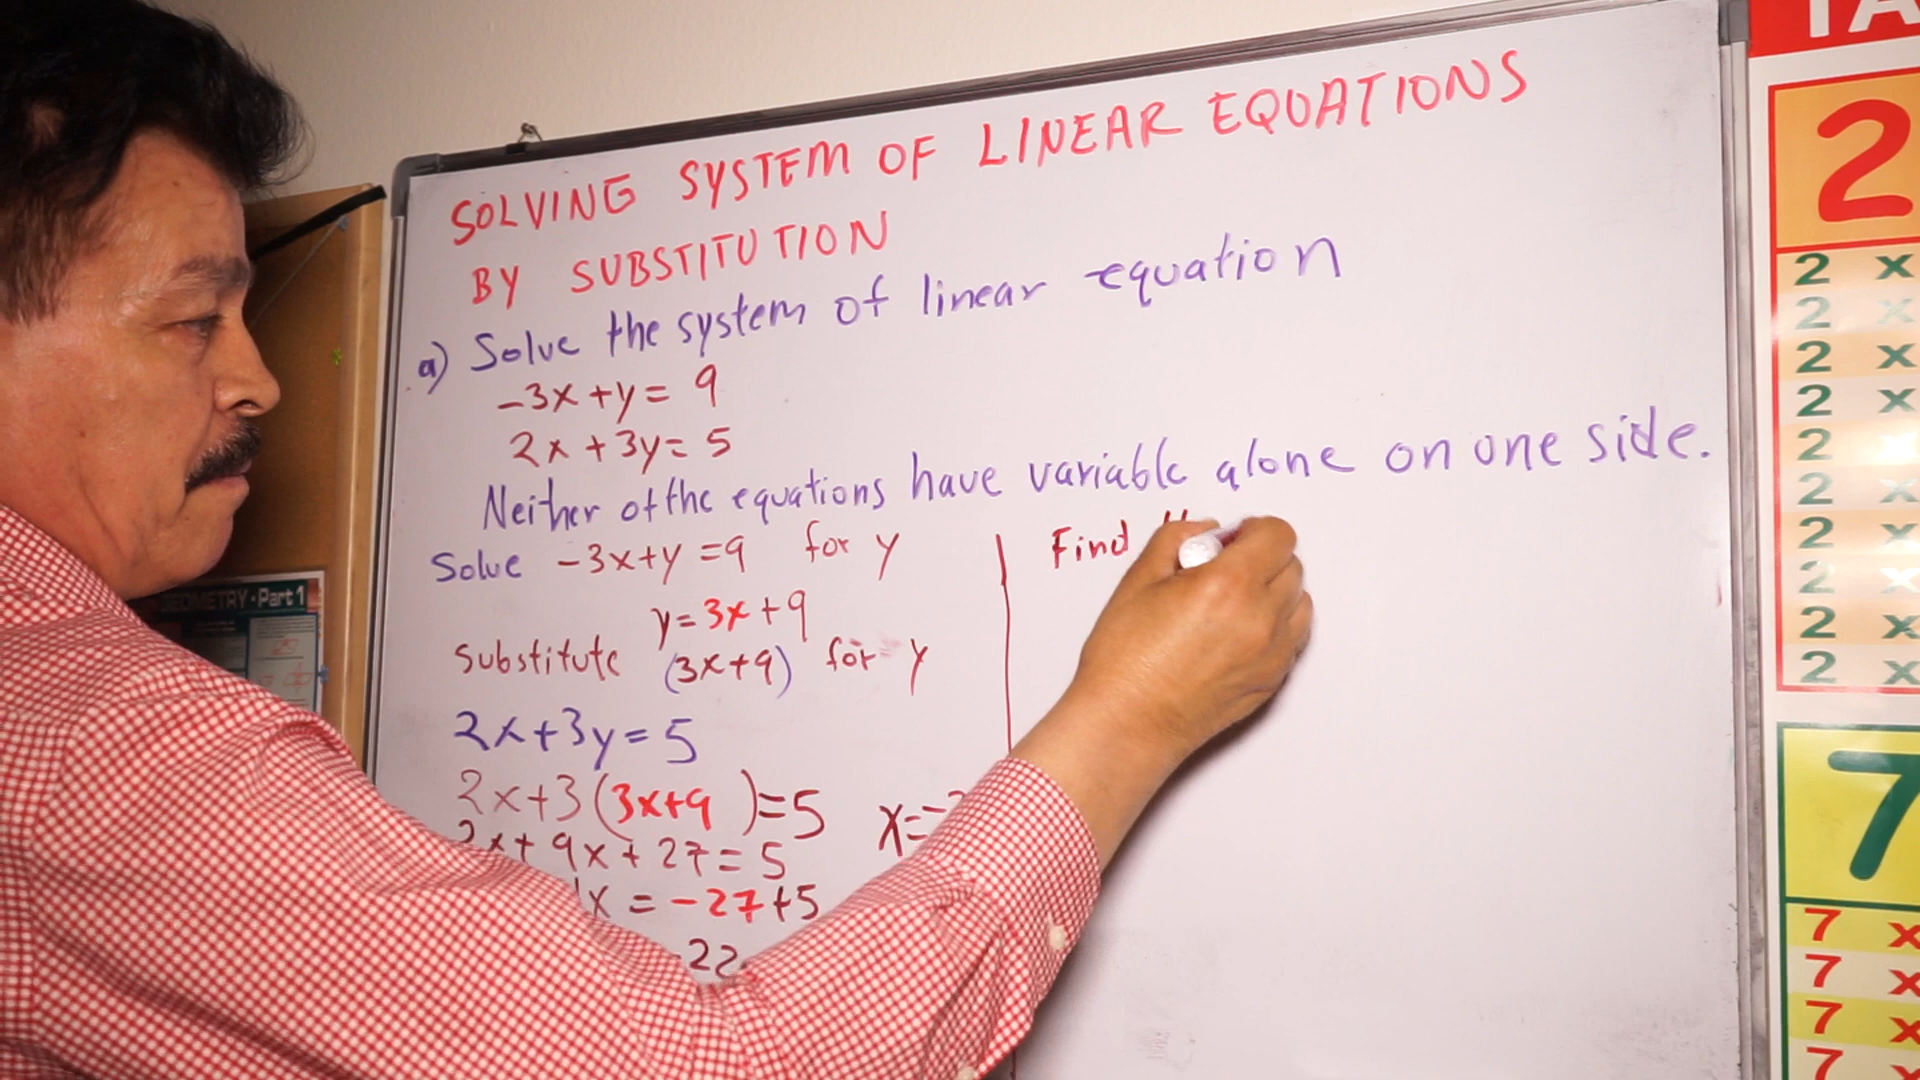 SOLVING SYSTEM OF LINEAR EQUATIONS
BY SUBSTITUTION
a) Solve the system of linear equation
-3x+y= 9
2x+3y= 5
Neither of the equations have variable alone on one side.
Solve -3x+y=9 for y
y=3x+9
substitute (3x+9) for y
2x+3y=5
2x+3(3x+9)=5
2x+9x+27=5
x = -27+5
-22
x=-
Find
GEOMETRY·Part 1
TA
2
2 x
2 x
2 x
2 x
2 x
2 x
2 x
2 x
2 x
2 x
7
7 x
7 x
7 x
7 x